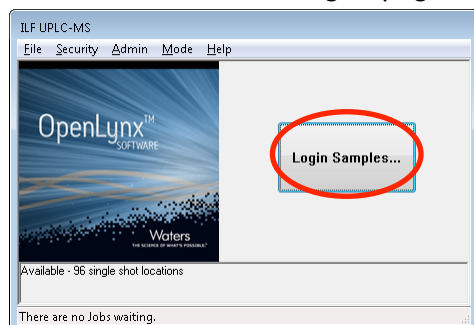 ILF UPLC-MS
File Security Admin Mode Help
OpenLynx™
SOFTWARE
Login Samples...
Waters
THE SCIENCE OF WHAT'S POSSIBLE.®
Available - 96 single shot locations
There are no Jobs waiting.